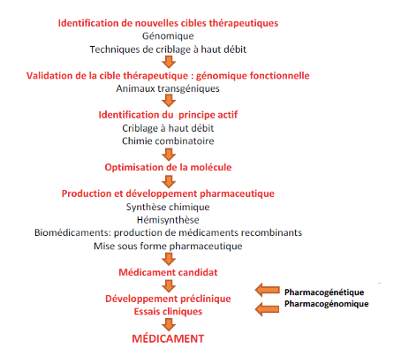 Identification de nouvelles cibles thérapeutiques
Génomique
Techniques de criblage à haut débit
Validation de la cible thérapeutique : génomique fonctionnelle
Animaux transgéniques
Identification du principe actif
Criblage à haut débit
Chimie combinatoire
Optimisation de la molécule
Production et développement pharmaceutique
Synthèse chimique
Hémisynthèse
Biomédicaments: production de médicaments recombinants
Mise sous forme pharmaceutique
Médicament candidat
Développement préclinique
Essais cliniques
Pharmacogénétique
Pharmacogénomique
MÉDICAMENT